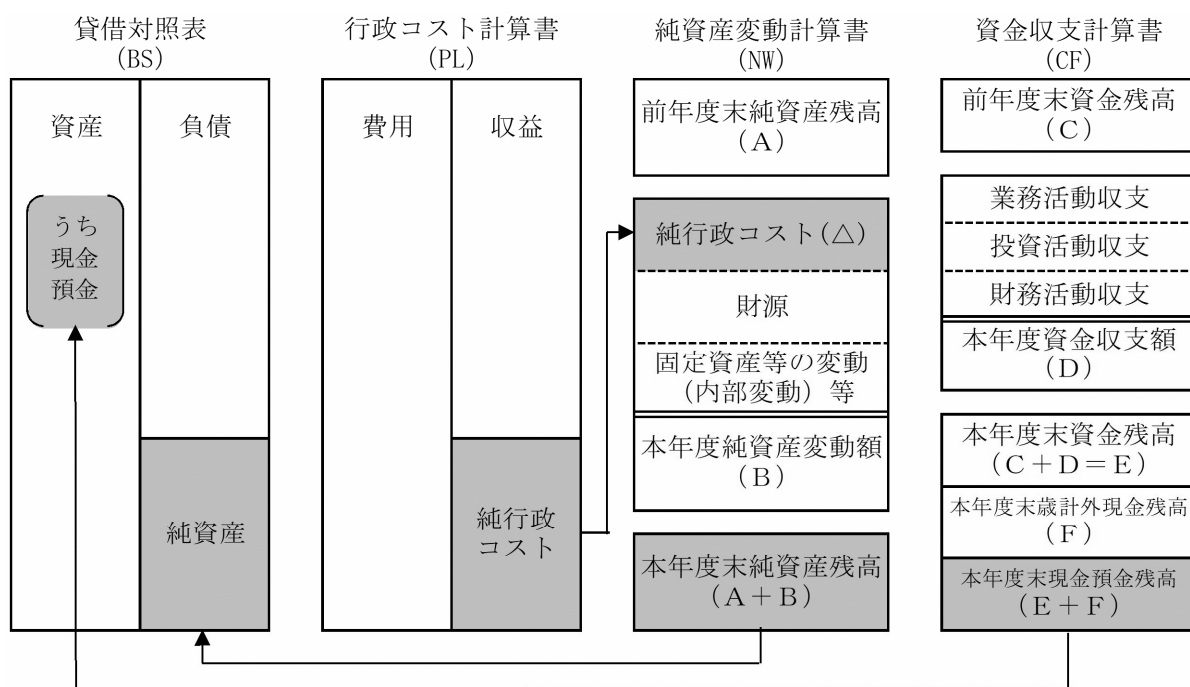 貸借対照表
(BS)
資産
負債
うち
現金
預金
純資産
行政コスト計算書
(PL)
費用
収益
純行政
コスト
純資産変動計算書
(NW)
前年度末純資産残高
(A)
純行政コスト(△)
財源
固定資産等の変動
(内部変動)等
本年度純資産変動額
(B)
本年度末純資産残高
(A+B)
資金収支計算書
(CF)
前年度末資金残高
(C)
業務活動収支
投資活動収支
財務活動収支
本年度資金収支額
(D)
本年度末資金残高
(C+D=E)
本年度末歳計外現金残高
(F)
本年度末現金預金残高
(E+F)